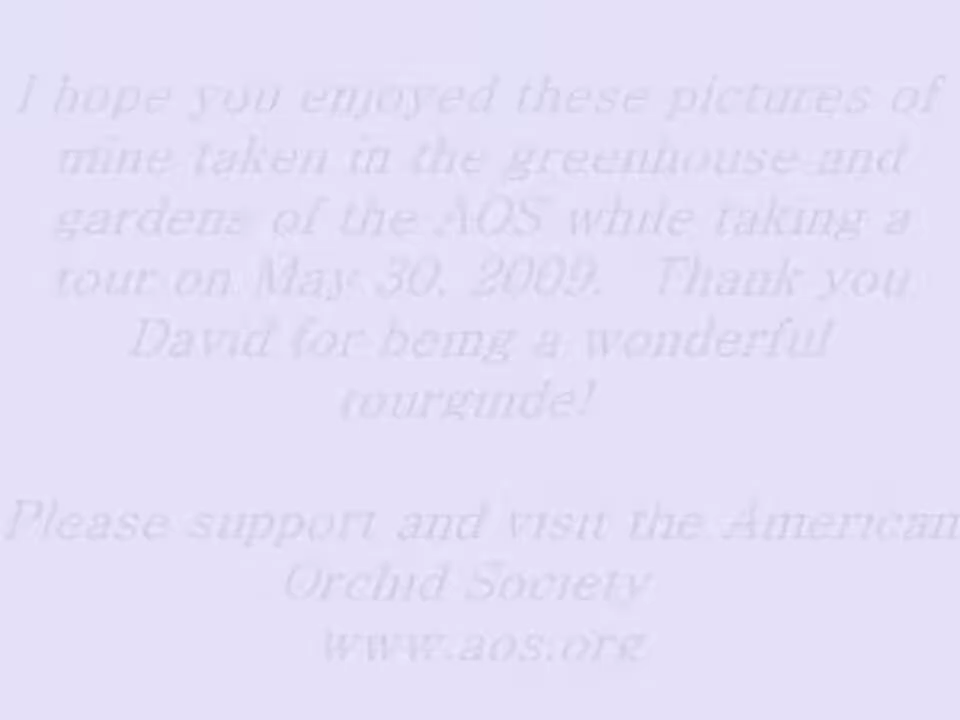 I hope you enjoyed these pictures of
mine taken in the greenhouse and
gardens of the AOS while taking a
tour on May 30, 2009.  Thank you
David for being a wonderful
tourguide!
Please support and visit the American
Orchid Society
www.aos.org